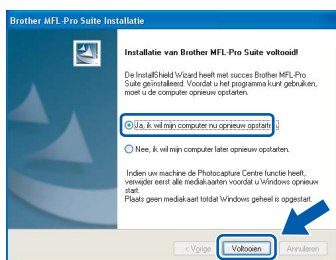 Brother MFL-Pro Suite Installatie
Installatie van Brother MFL-Pro Suite voltooid!
De InstallShield Wizard heeft met succes Brother MFL-Pro
Suite geïnstalleerd. Voordat u het programma kunt gebruiken,
moet u de computer opnieuw opstarten.
Ja, ik wil mijn computer nu opnieuw opstarten.
Nee, ik wil mijn computer later opnieuw opstarten.
Indien uw machine de Photocapture Centre functie heeft,
verwijder eerst alle mediakaarten voordat u Windows opnieuw
start.
Plaats geen mediakaart totdat Windows geheel is opgestart.
< Vorige Voltooien Annuleren